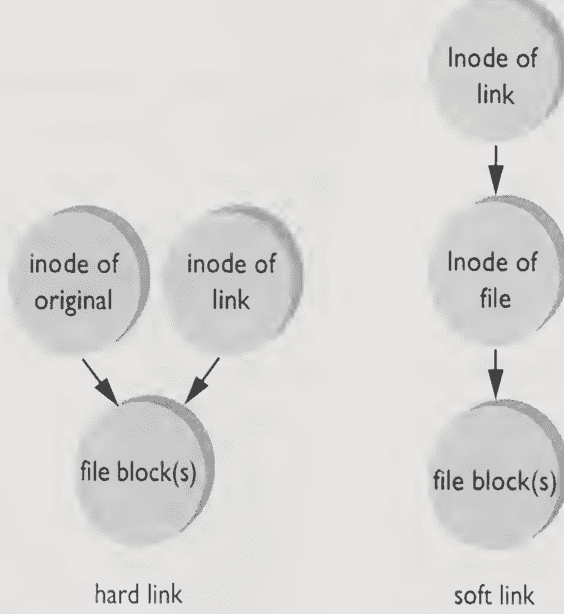 inode of
original
inode of
link
file block(s)
hard link
Inode of
link
Inode of
file
file block(s)
soft link